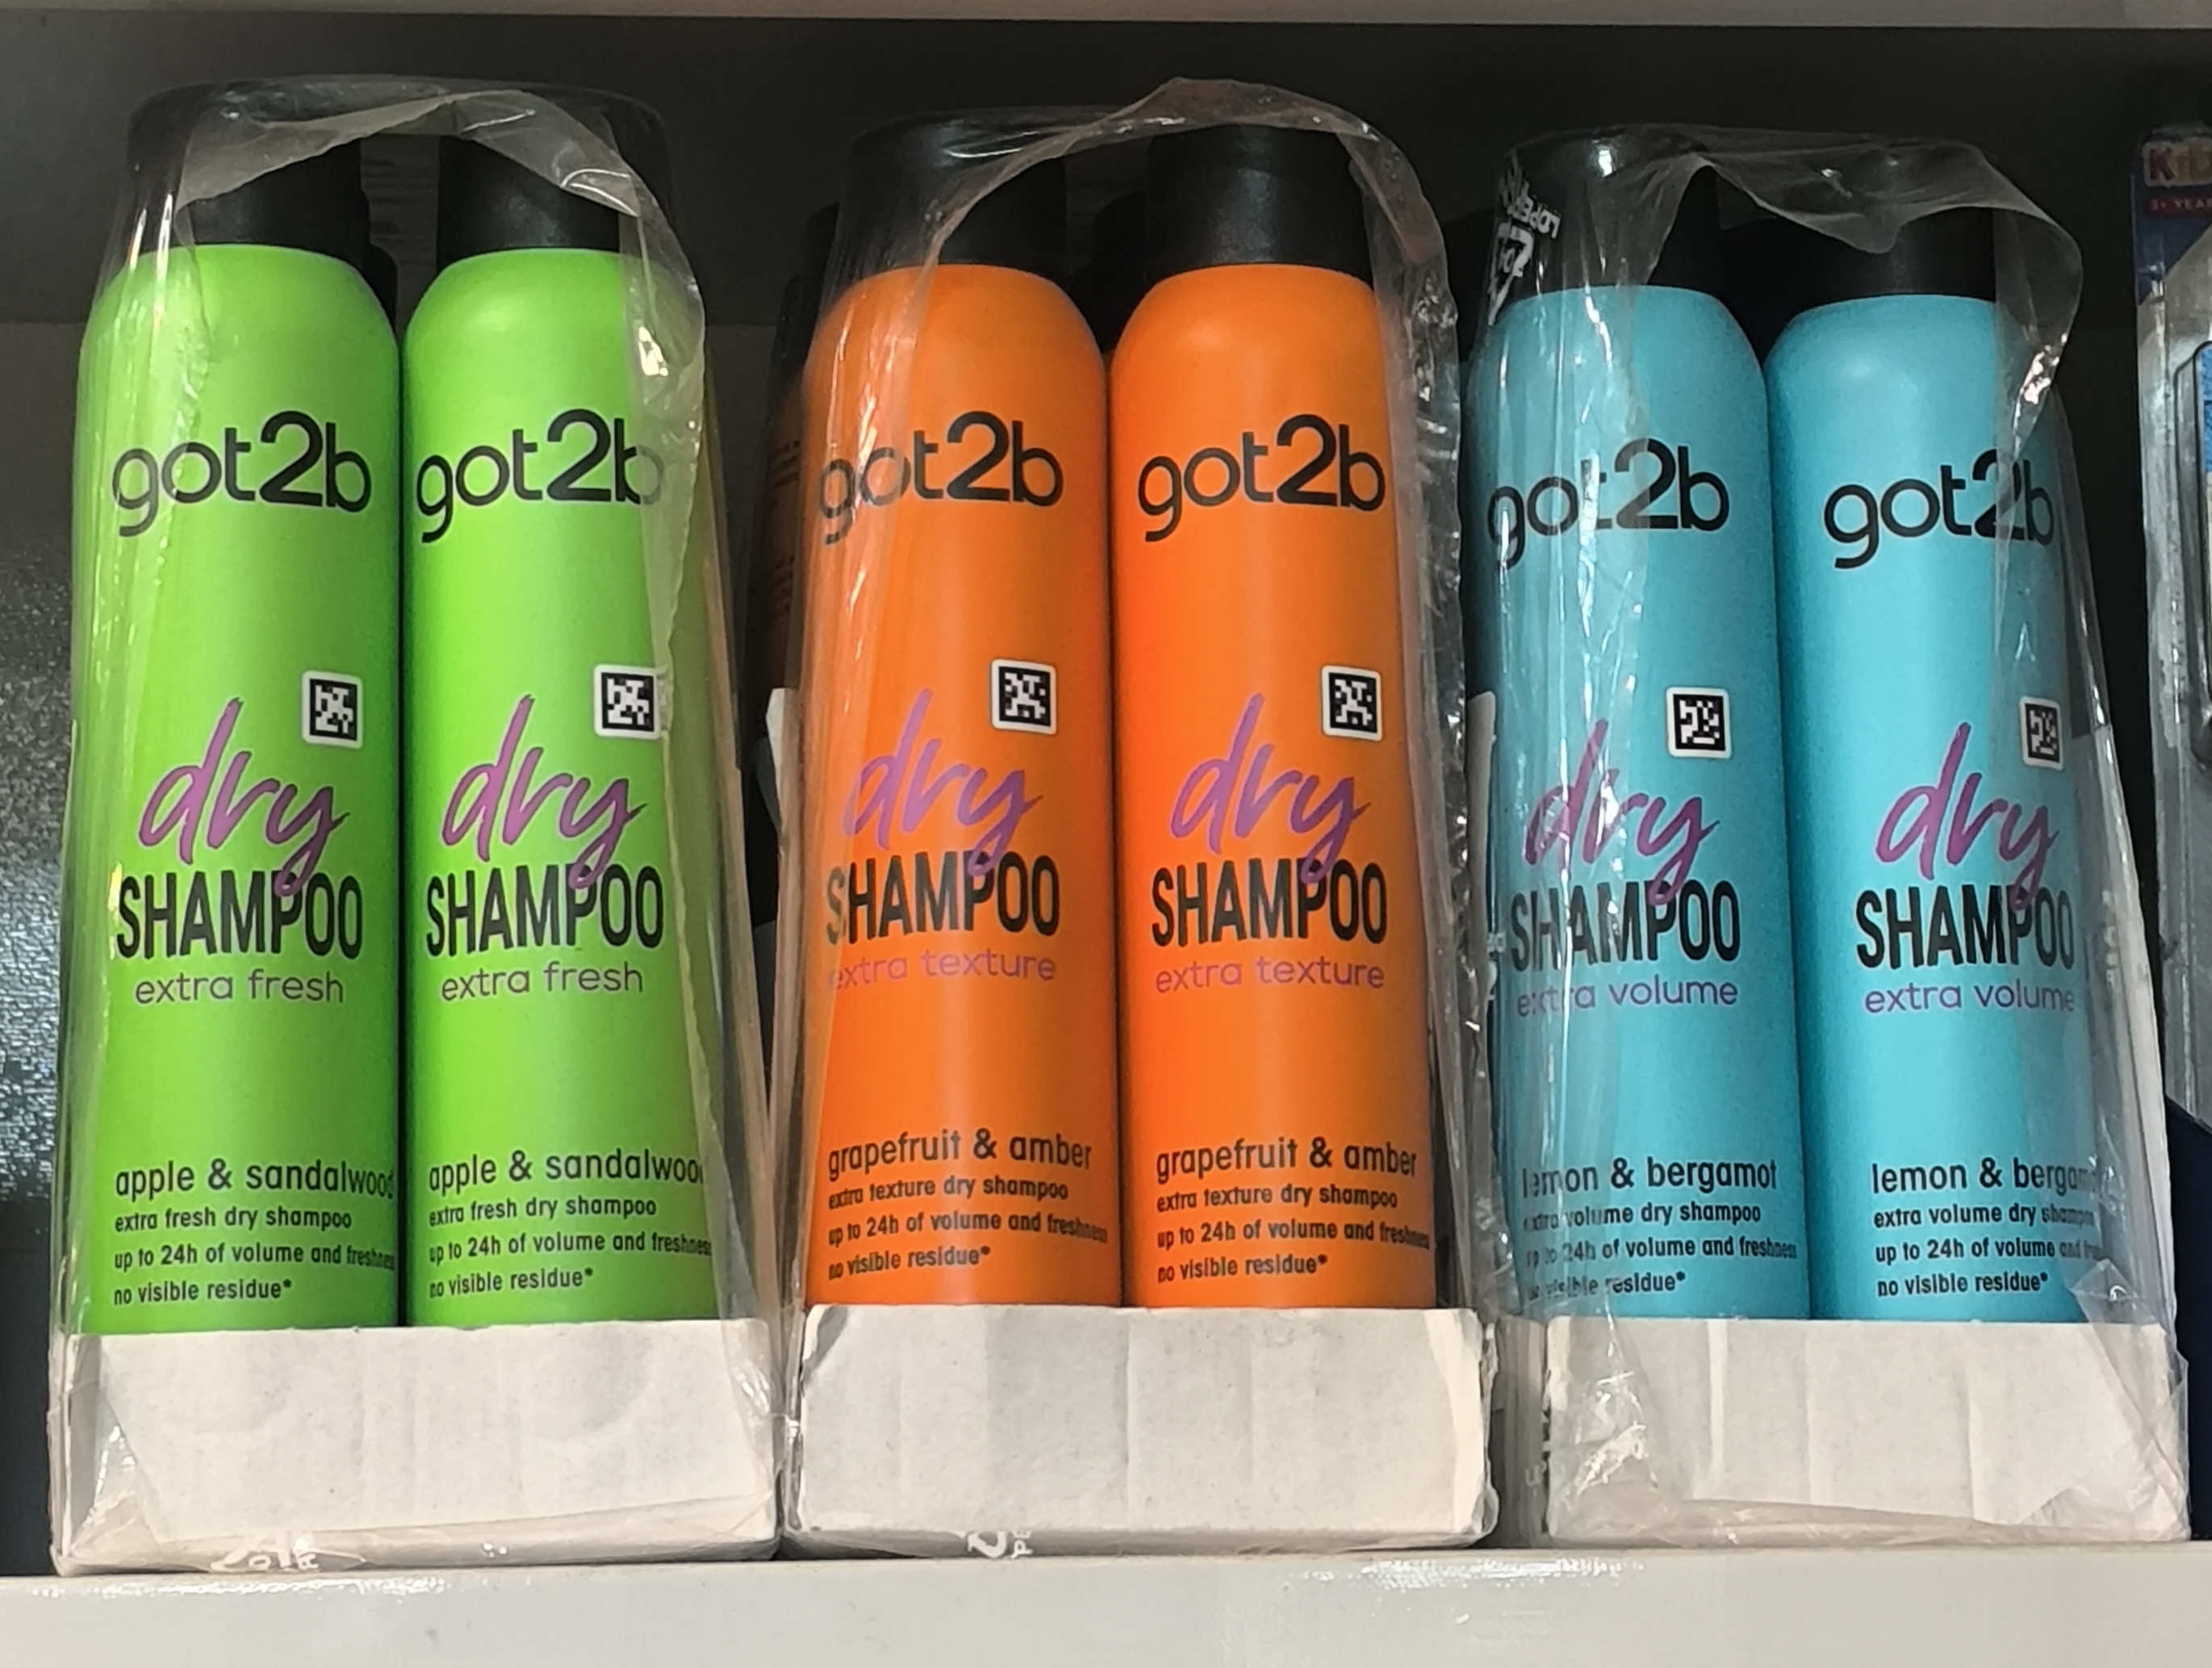 got2b
dry
SHAMPOO
extra fresh
apple & sandalwood
extra fresh dry shampoo
up to 24h of volume and freshness
no visible residue*
got2b
dry
SHAMPOO
extra fresh
apple & sandalwood
extra fresh dry shampoo
up to 24h of volume and freshness
no visible residue*
got2b
dry
SHAMPOO
extra texture
grapefruit & amber
extra texture dry shampoo
up to 24h of volume and freshness
no visible residue*
got2b
dry
SHAMPOO
extra texture
grapefruit & amber
extra texture dry shampoo
up to 24h of volume and freshness
no visible residue*
got2b
dry
SHAMPOO
extra volume
lemon & bergamot
extra volume dry shampoo
up to 24h of volume and freshness
no visible residue*
got2b
dry
SHAMPOO
extra volume
lemon & bergam
extra volume dry shampoo
up to 24h of volume and
no visible residue*